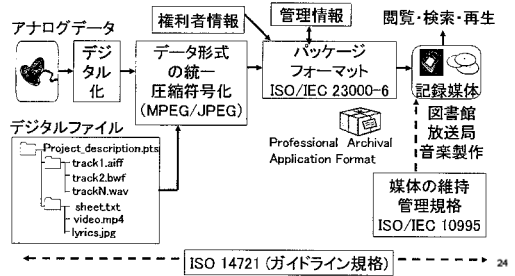 権利者情報
管理情報
閲覧・検索・再生
アナログデータ
デジ
タル
化
データ形式
の統一
圧縮符号化
(MPEG/JPEG)
パッケージ
フォーマット
ISO/IEC 23000-6
記録媒体
図書館
放送局
音楽製作
Professional Archival
Application Format
デジタルファイル
Project_description.pts
track1.aiff
track2.bwf
trackN.wav
sheet.txt
video.mp4
lyrics.jpg
媒体の維持
管理規格
ISO/IEC 10995
ISO 14721 (ガイドライン規格)
24